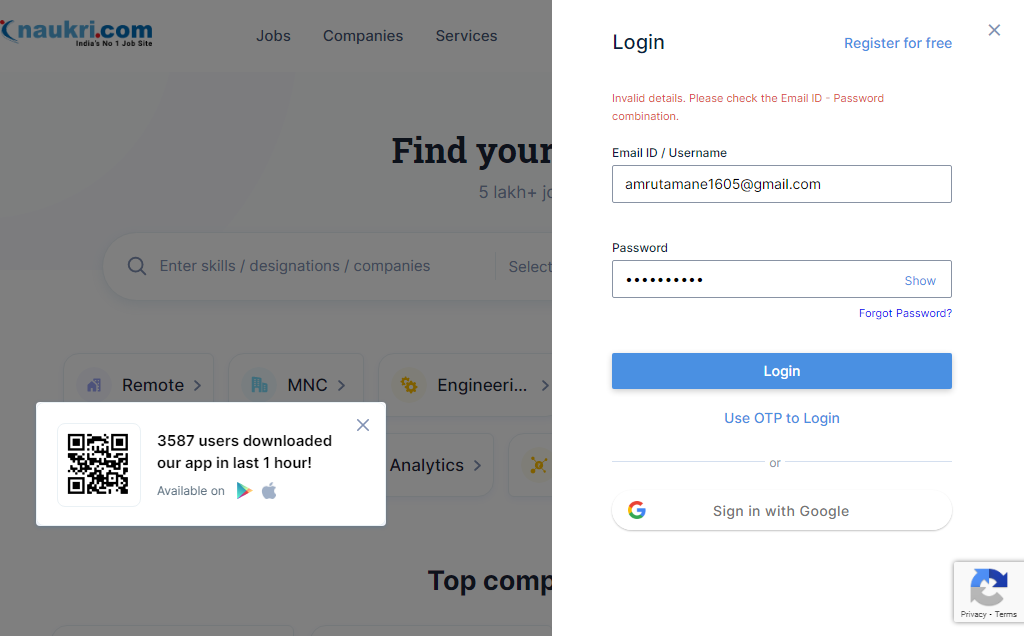 naukri.com
India's No 1 Job Site
Jobs
Companies
Services
Find your
5 lakh+
Enter skills / designations / companies
Select
Remote
MNC
Engineeri...
Analytics
3587 users downloaded
our app in last 1 hour!
Available on
Top comp
Login
Register for free
Invalid details. Please check the Email ID - Password
combination.
Email ID / Username
amrutamane1605@gmail.com
Password
••••••••••
Show
Forgot Password?
Login
Use OTP to Login
or
Sign in with Google
Privacy - Terms